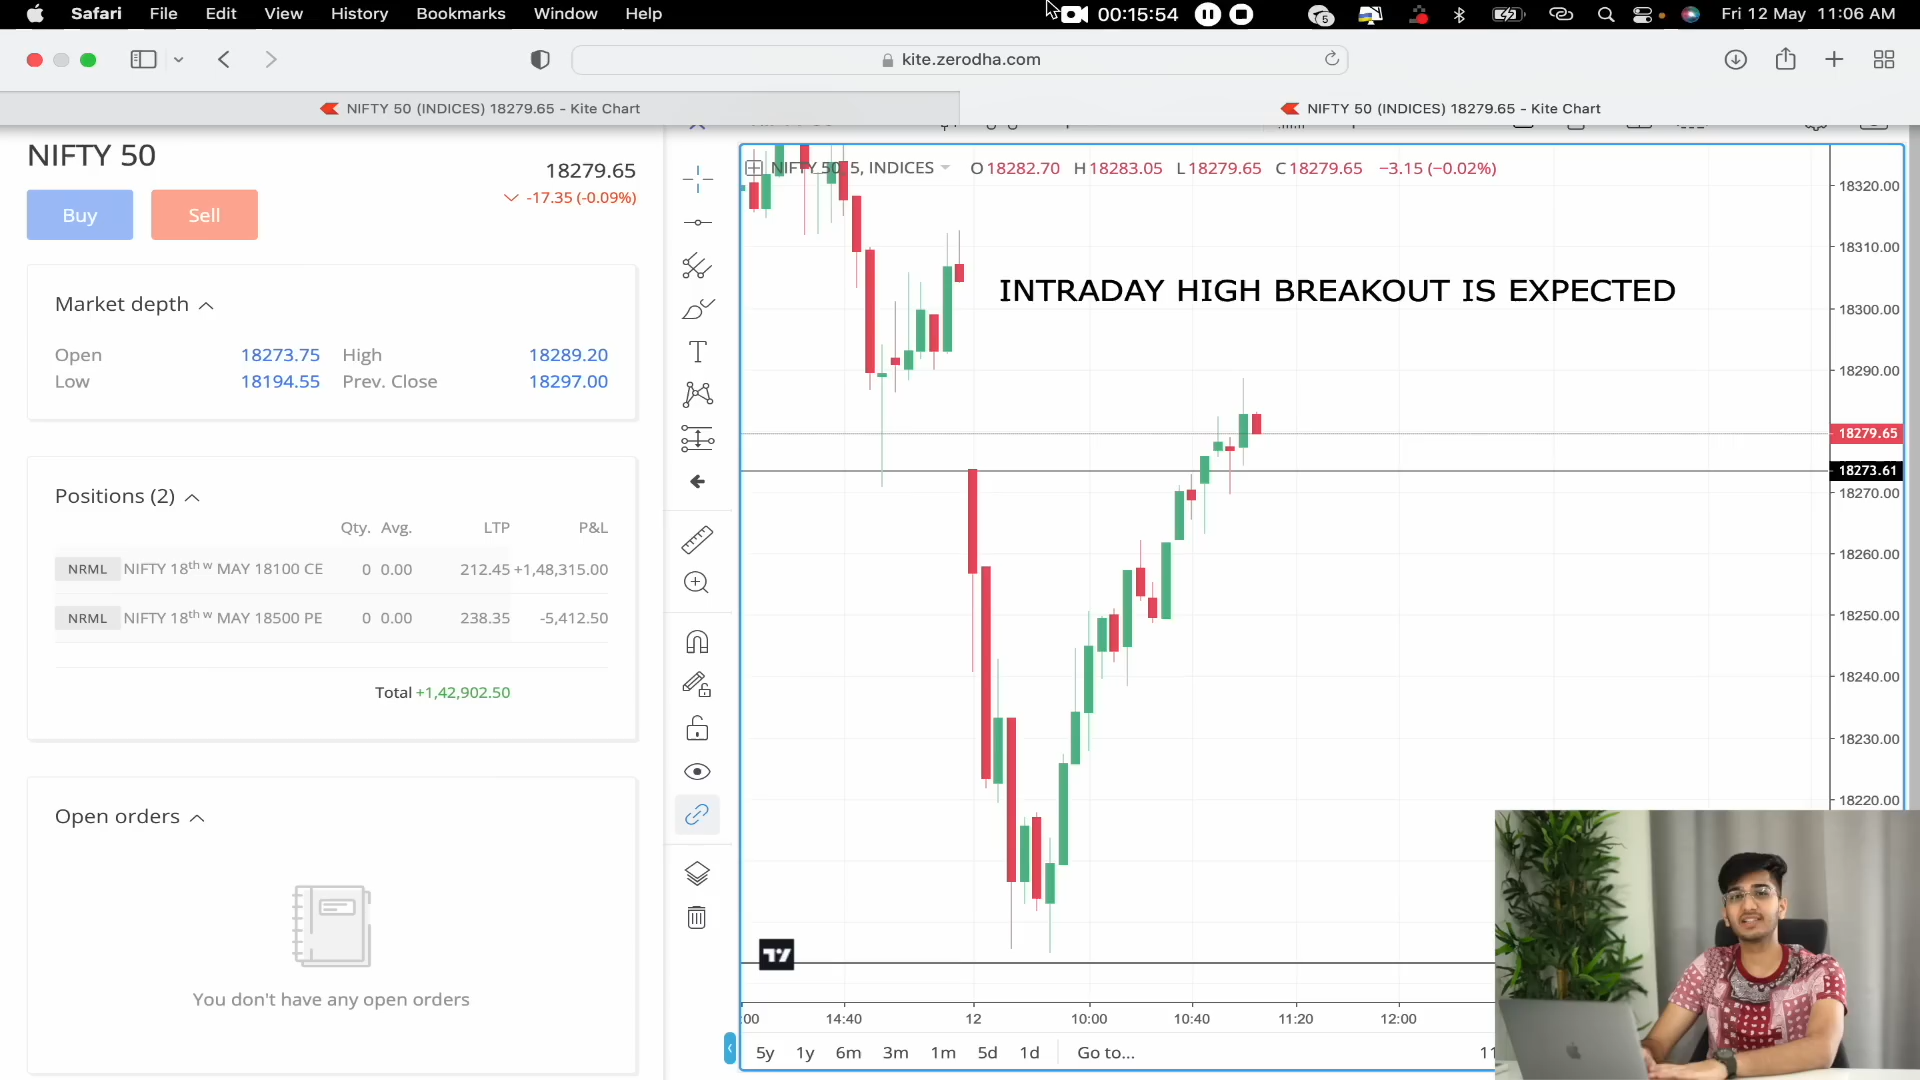 Safari File Edit View History Bookmarks Window Help 00:15:54 5 Fri 12 May 11:06 AM
kite.zerodha.com
NIFTY 50 (INDICES) 18279.65 - Kite Chart
NIFTY 50 (INDICES) 18279.65 - Kite Chart
NIFTY 50
18279.65
-17.35 (-0.09%)
Buy Sell
Market depth
Open 18273.75 High 18289.20
Low 18194.55 Prev. Close 18297.00
Positions (2)
Qty. Avg. LTP P&L
NRML NIFTY 18th w MAY 18100 CE 0 0.00 212.45 +1,48,315.00
NRML NIFTY 18th w MAY 18500 PE 0 0.00 238.35 -5,412.50
Total +1,42,902.50
Open orders
You don't have any open orders
NIFTY 50, 5, INDICES O18282.70 H18283.05 L18279.65 C18279.65 −3.15 (−0.02%)
INTRADAY HIGH BREAKOUT IS EXPECTED
18320.00
18310.00
18300.00
18290.00
18279.65
18273.61
18270.00
18260.00
18250.00
18240.00
18230.00
18220.00
:00 14:40 12 10:00 10:40 11:20 12:00
5y 1y 6m 3m 1m 5d 1d Go to...